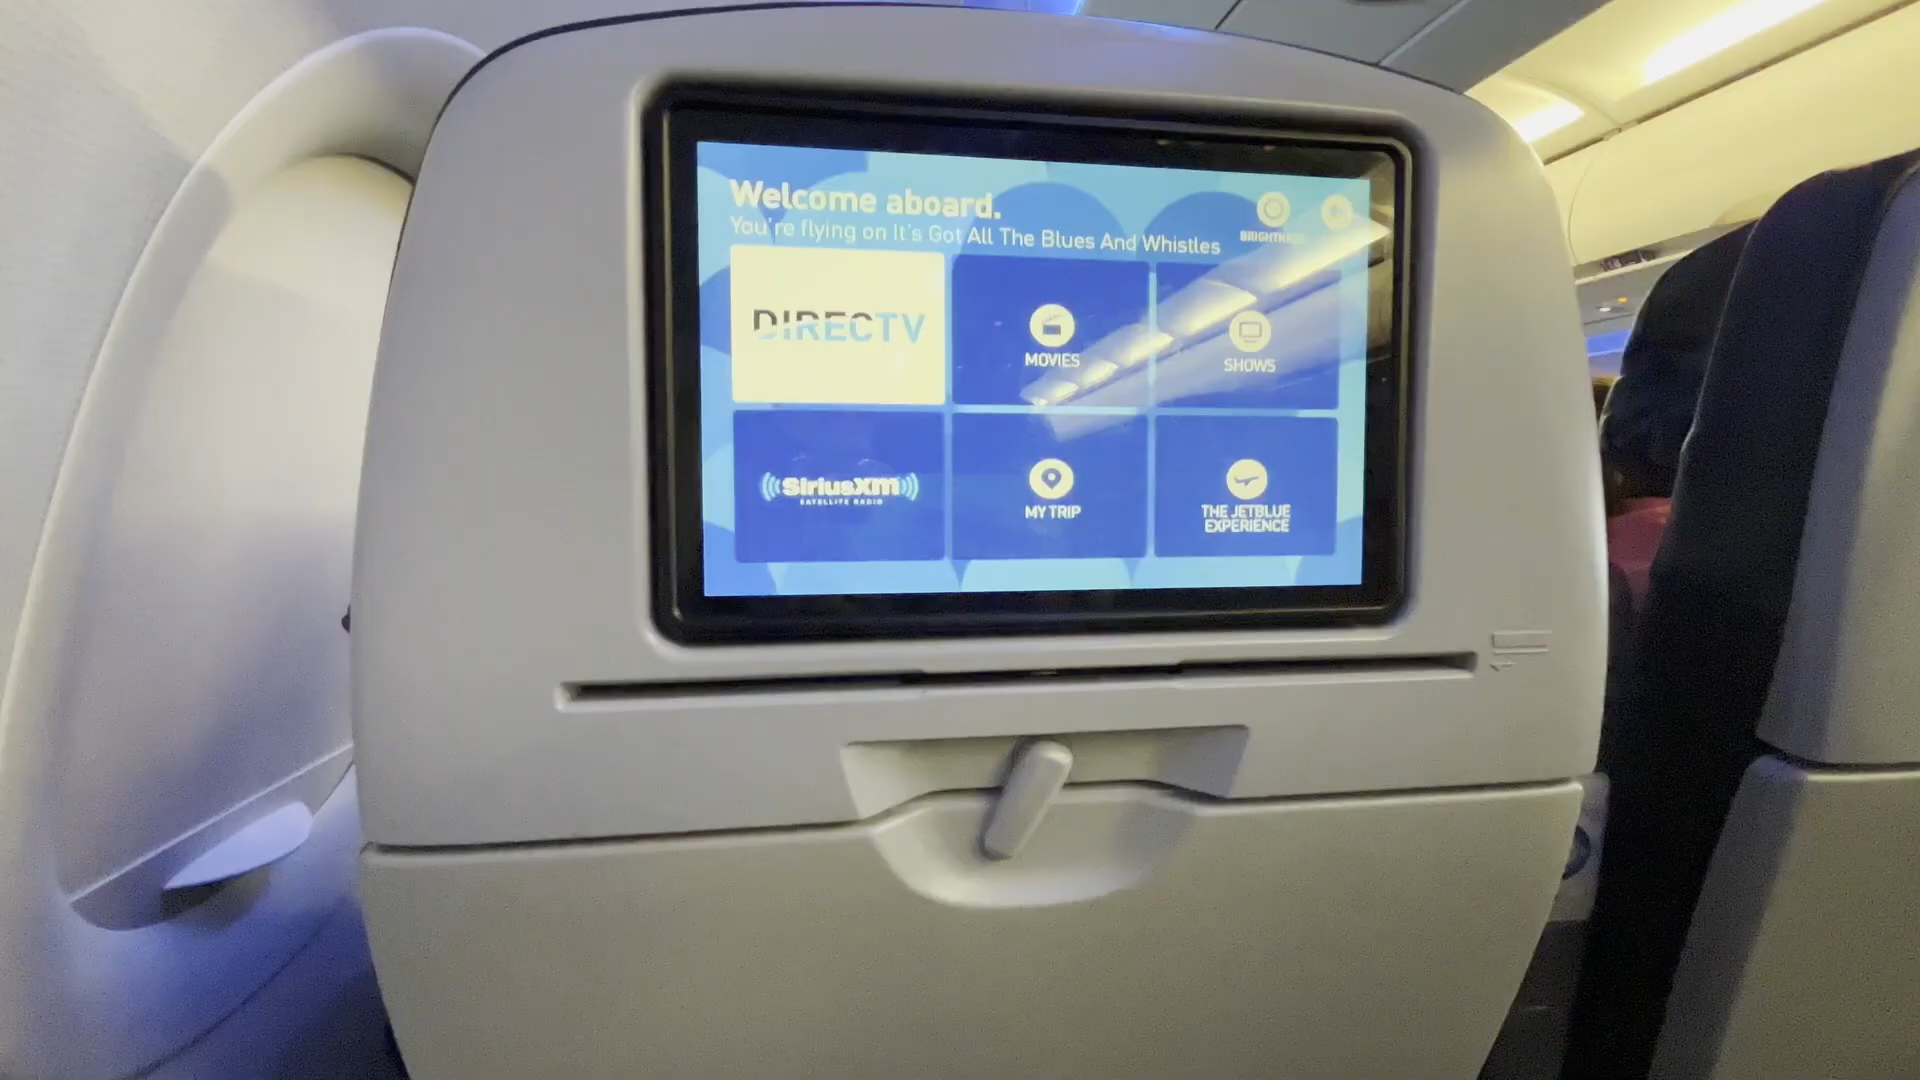 Welcome aboard.
You're flying on It's Got All The Blues And Whistles
BRIGHTNESS
DIRECTV
MOVIES
SHOWS
SiriusXM
SATELLITE RADIO
MY TRIP
THE JETBLUE
EXPERIENCE